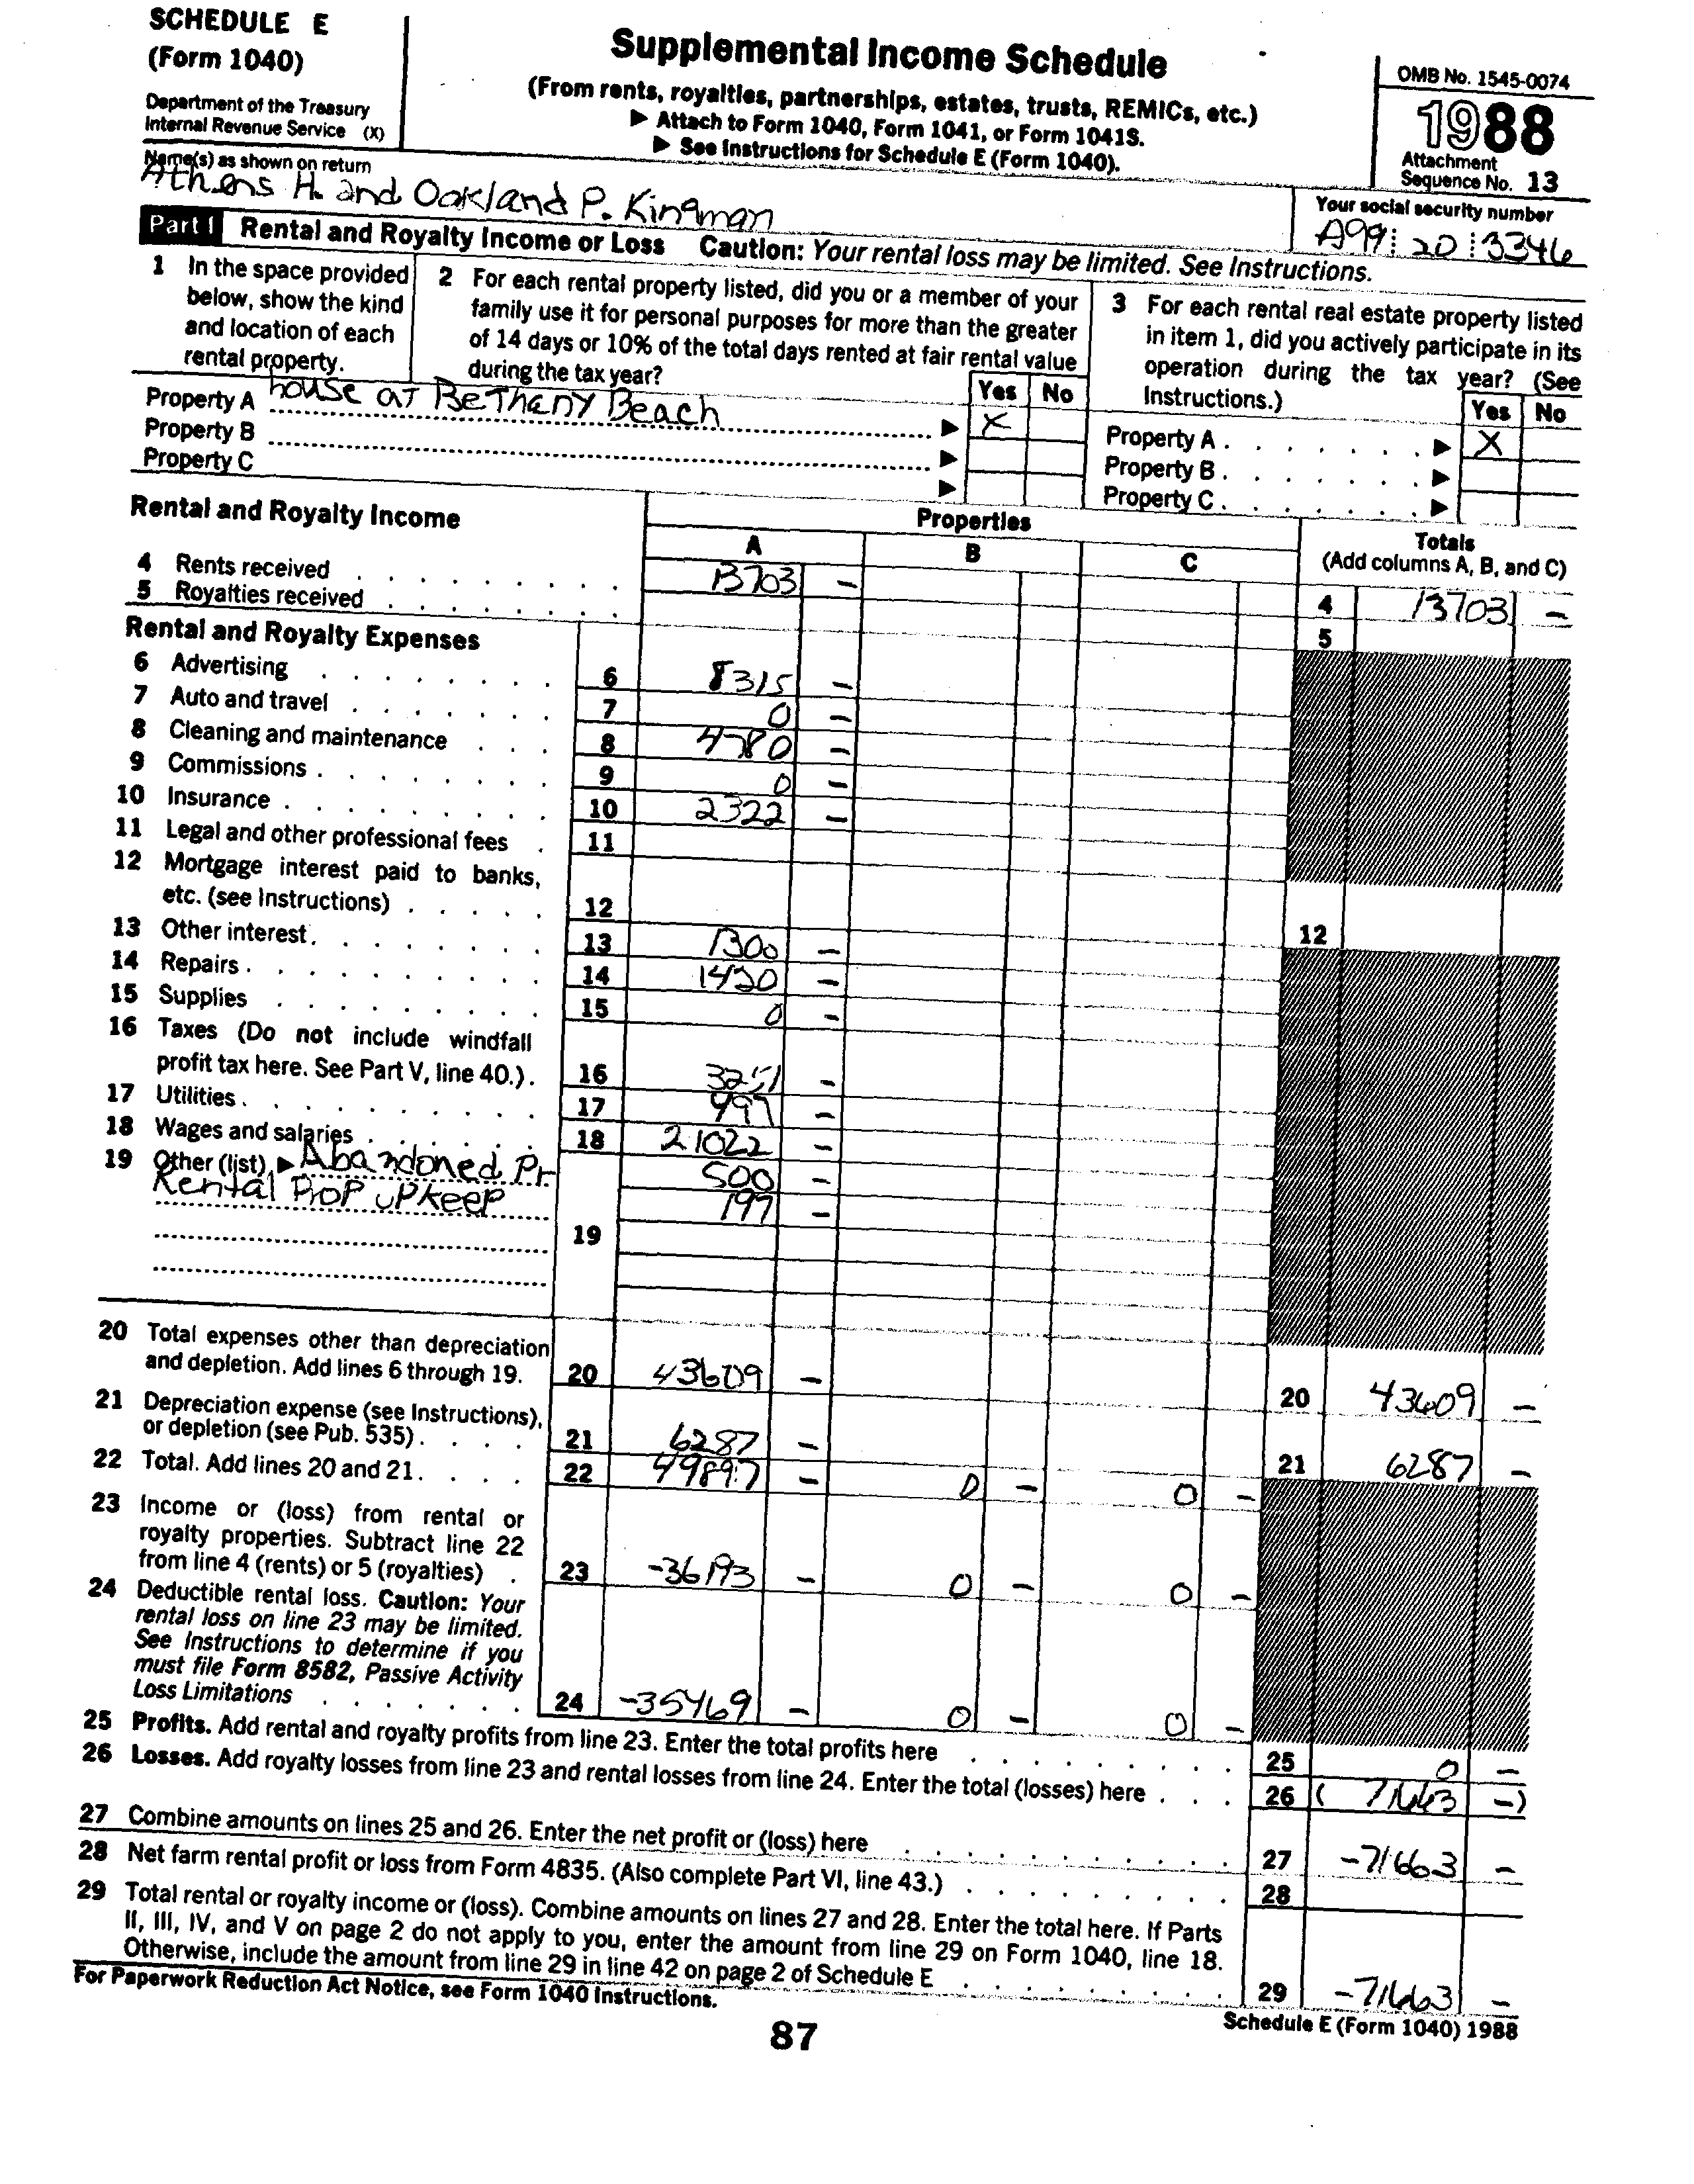 SCHEDULE E
(Form 1040)
Department of the Treasury
Internal Revenue Service (X)
Supplemental Income Schedule
(From rents, royalties, partnerships, estates, trusts, REMICs, etc.)
▶ Attach to Form 1040, Form 1041, or Form 1041S.
▶ See Instructions for Schedule E (Form 1040).
OMB No. 1545-0074
1988
Attachment
Sequence No. 13
Name(s) as shown on return
Athens H. and Oakland P. Kingman
Your social security number
A99 20 3346
Part I Rental and Royalty Income or Loss Caution: Your rental loss may be limited. See Instructions.
1 In the space provided
below, show the kind
and location of each
rental property.
2 For each rental property listed, did you or a member of your
family use it for personal purposes for more than the greater
of 14 days or 10% of the total days rented at fair rental value
during the tax year?
Yes No
3 For each rental real estate property listed
in item 1, did you actively participate in its
operation during the tax year? (See
Instructions.)
Yes No
Property A house at Bethany Beach ▶ X
Property B ▶
Property C ▶
Property A ▶ X
Property B ▶
Property C ▶
Rental and Royalty Income
Properties
A B C
Totals
(Add columns A, B, and C)
4 Rents received 13703 – 4 13703 –
5 Royalties received 5
Rental and Royalty Expenses
6 Advertising 6 8315 –
7 Auto and travel 7 0 –
8 Cleaning and maintenance 8 4780 –
9 Commissions 9 0 –
10 Insurance 10 2322 –
11 Legal and other professional fees 11
12 Mortgage interest paid to banks,
etc. (see Instructions) 12 12
13 Other interest 13 1300 –
14 Repairs 14 1420 –
15 Supplies 15 0 –
16 Taxes (Do not include windfall
profit tax here. See Part V, line 40.) 16 3251 –
17 Utilities 17 499 –
18 Wages and salaries 18 21022 –
19 Other (list) ▶ Abandoned Pr 500 –
Rental Prop upkeep 199 –
19
20 Total expenses other than depreciation
and depletion. Add lines 6 through 19. 20 43609 – 20 43609 –
21 Depreciation expense (see Instructions),
or depletion (see Pub. 535) 21 6287 – 21 6287 –
22 Total. Add lines 20 and 21 22 49897 – 0 – 0 –
23 Income or (loss) from rental or
royalty properties. Subtract line 22
from line 4 (rents) or 5 (royalties) 23 -36193 – 0 – 0 –
24 Deductible rental loss. Caution: Your
rental loss on line 23 may be limited.
See Instructions to determine if you
must file Form 8582, Passive Activity
Loss Limitations 24 -35469 – 0 – 0 –
25 Profits. Add rental and royalty profits from line 23. Enter the total profits here 25 0 –
26 Losses. Add royalty losses from line 23 and rental losses from line 24. Enter the total (losses) here 26 ( 71663 –)
27 Combine amounts on lines 25 and 26. Enter the net profit or (loss) here 27 -71663 –
28 Net farm rental profit or loss from Form 4835. (Also complete Part VI, line 43.) 28
29 Total rental or royalty income or (loss). Combine amounts on lines 27 and 28. Enter the total here. If Parts
II, III, IV, and V on page 2 do not apply to you, enter the amount from line 29 on Form 1040, line 18.
Otherwise, include the amount from line 29 in line 42 on page 2 of Schedule E 29 -71663 –
For Paperwork Reduction Act Notice, see Form 1040 Instructions.
Schedule E (Form 1040) 1988
87